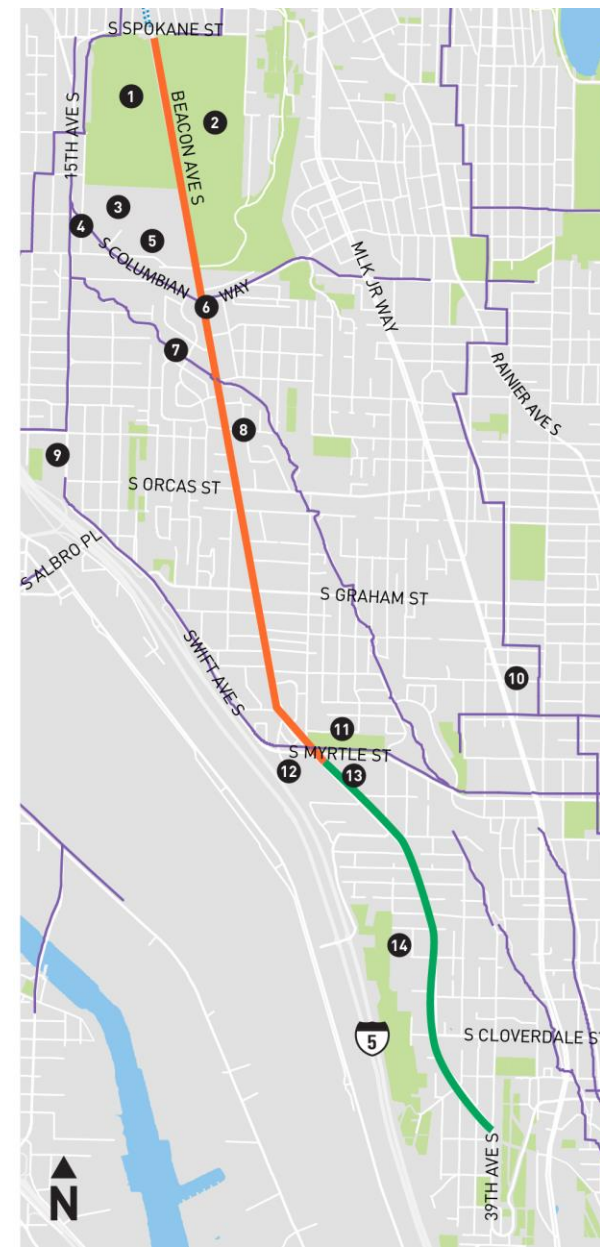 S SPOKANE ST
1
2
BEACON AVE S
15TH AVE S
3
4
5
S COLUMBIAN WAY
6
MLK JR WAY
7
RAINIER AVE S
8
9
S ORCAS ST
S ALBRO PL
S GRAHAM ST
SWIFT AVE S
10
11
S MYRTLE ST
12
13
14
5
S CLOVERDALE ST
39TH AVE S
N